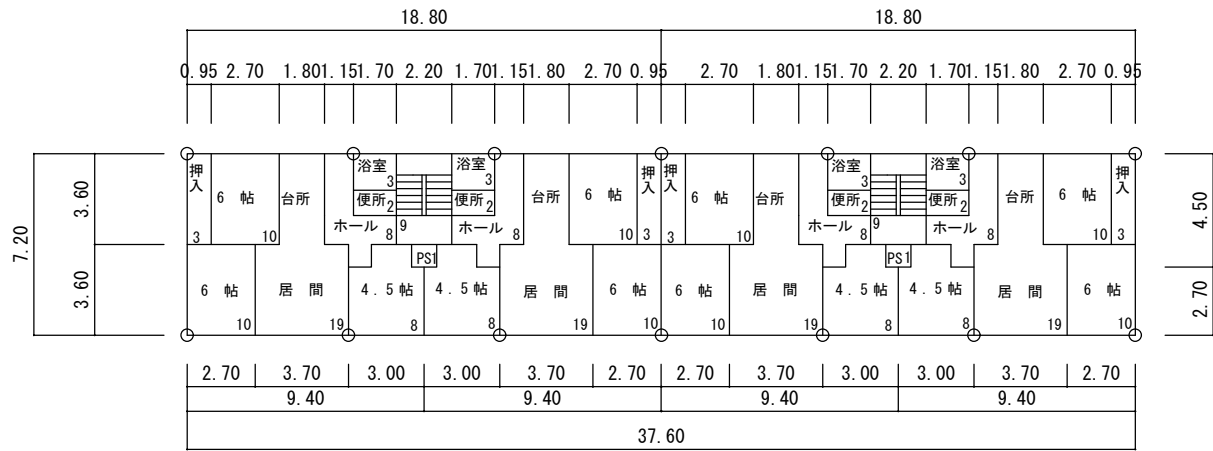 18.80 18.80
0.95 2.70 1.80 1.15 1.70 2.20 1.70 1.15 1.80 2.70 0.95 2.70 1.80 1.15 1.70 2.20 1.70 1.15 1.80 2.70 0.95
押入 6 帖 台所 浴室 3 浴室 3 台所 6 帖 押入 押入 6 帖 台所 浴室 3 浴室 3 台所 6 帖 押入
便所 2 便所 2 便所 2 便所 2
3 10 ホール 8 9 ホール 8 10 3 3 10 ホール 8 9 ホール 8 10 3
PS1 PS1
6 帖 居 間 4.5 帖 4.5 帖 居 間 6 帖 6 帖 居 間 4.5 帖 4.5 帖 居 間 6 帖
10 19 8 8 19 10 10 19 8 8 19 10
7.20 3.60 3.60
4.50 2.70
2.70 3.70 3.00 3.00 3.70 2.70 2.70 3.70 3.00 3.00 3.70 2.70
9.40 9.40 9.40 9.40
37.60